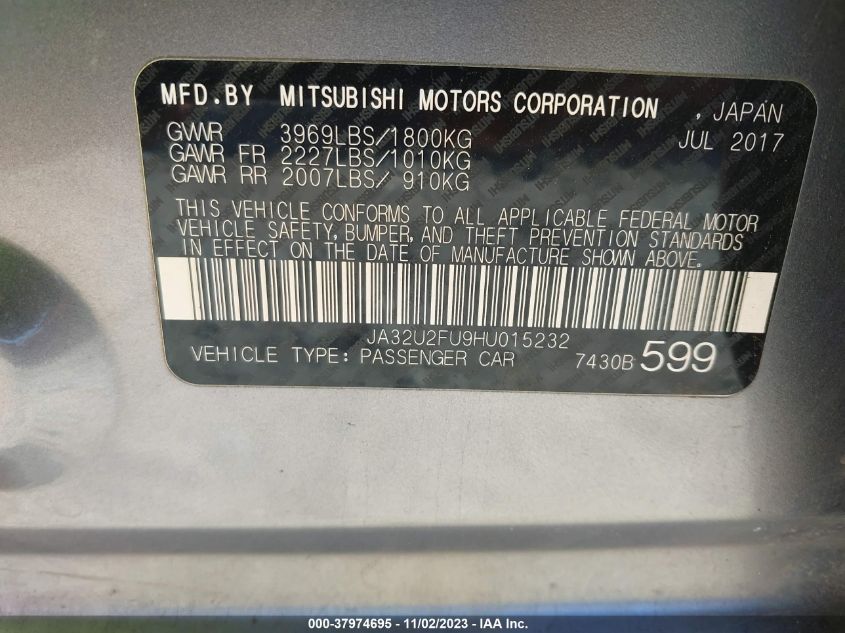 MFD.BY MITSUBISHI MOTORS CORPORATION , JAPAN
GWWR 3969LBS/1800KG JUL 2017
GAWR FR 2227LBS/1010KG
GAWR RR 2007LBS/ 910KG
THIS VEHICLE CONFORMS TO ALL APPLICABLE FEDERAL MOTOR
VEHICLE SAFETY, BUMPER, AND THEFT PREVENTION STANDARDS
IN EFFECT ON THE DATE OF MANUFACTURE SHOWN ABOVE.
JA32U2FU9HU015232
VEHICLE TYPE: PASSENGER CAR 7430B 599
000-37974695 - 11/02/2023 - IAA Inc.